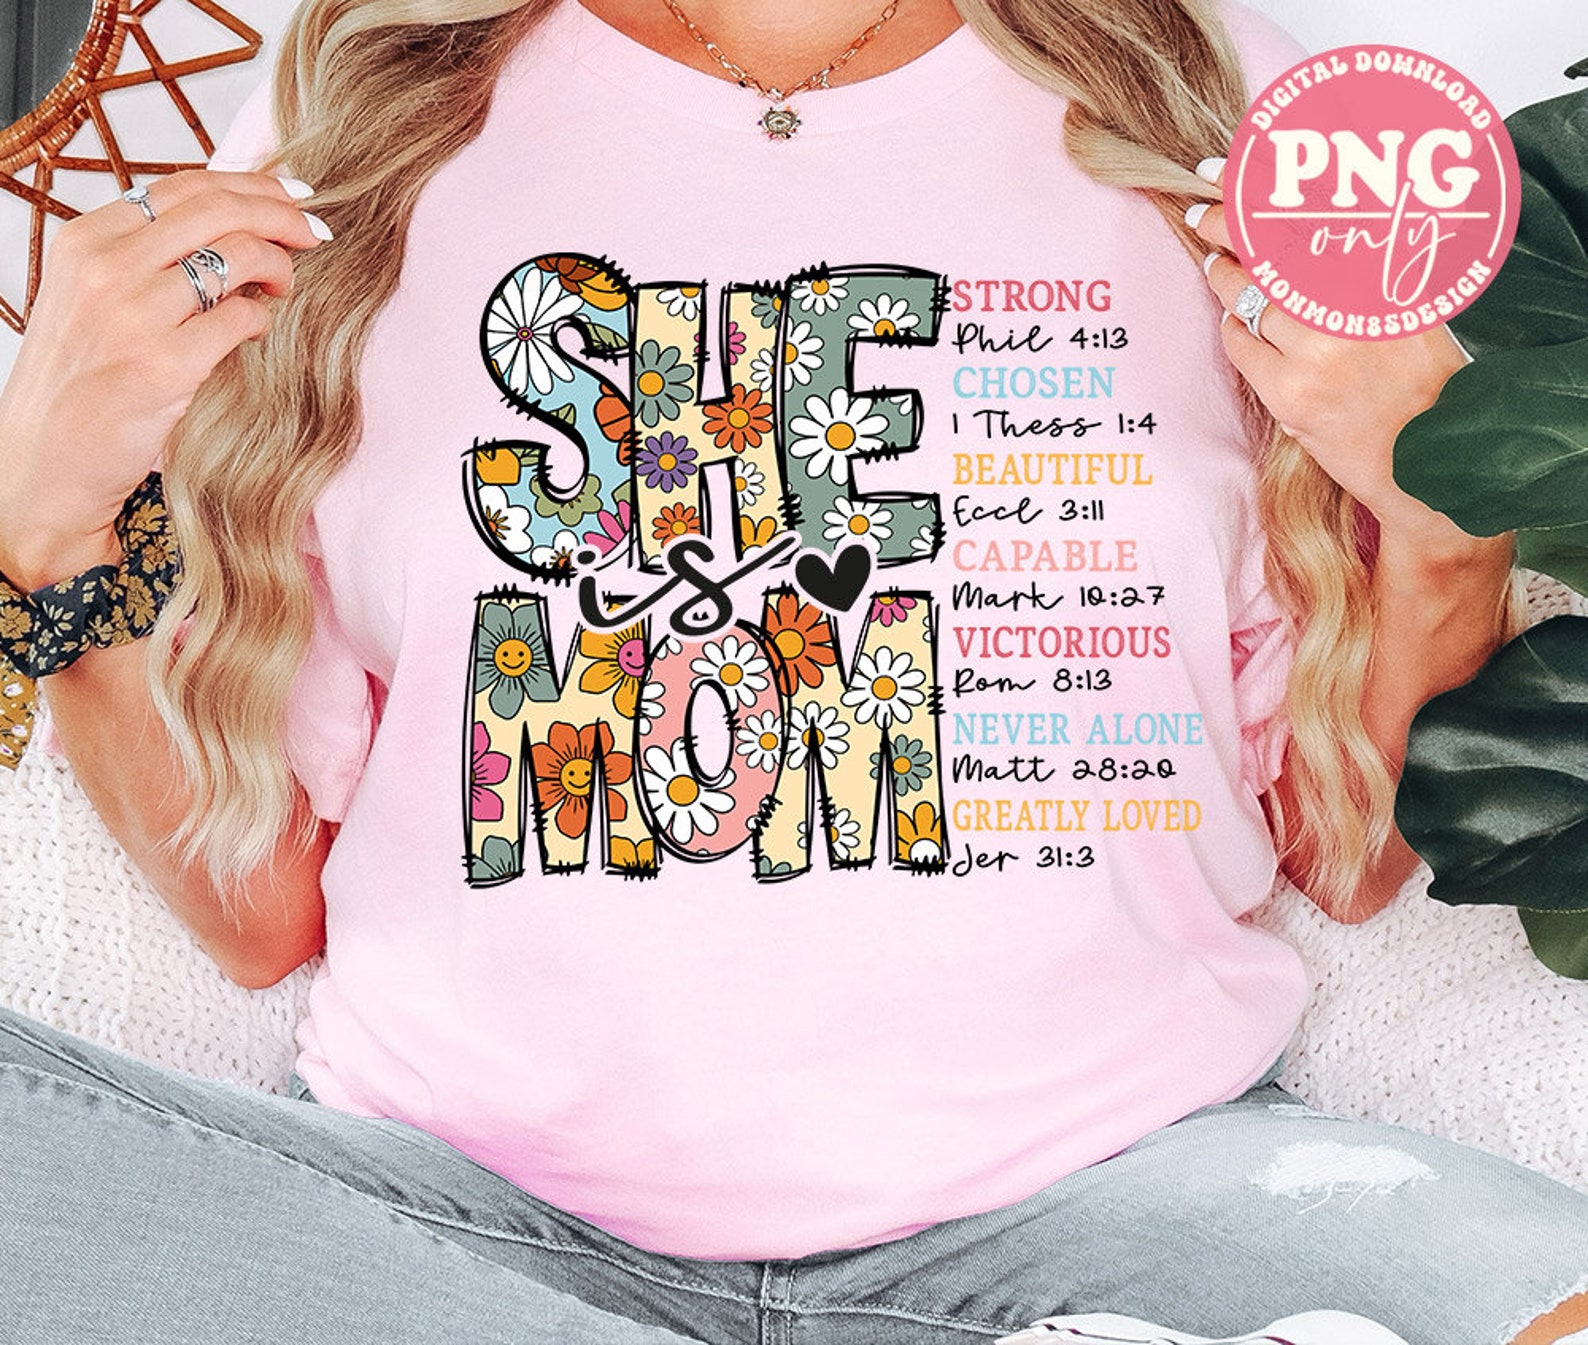 SHE
is
MOM
STRONG
Phil 4:13
CHOSEN
1 Thess 1:4
BEAUTIFUL
Eccl 3:11
CAPABLE
Mark 10:27
VICTORIOUS
Rom 8:13
NEVER ALONE
Matt 28:20
GREATLY LOVED
Jer 31:3
DIGITAL DOWNLOAD
PNG
only
MONMON8SDESIGN